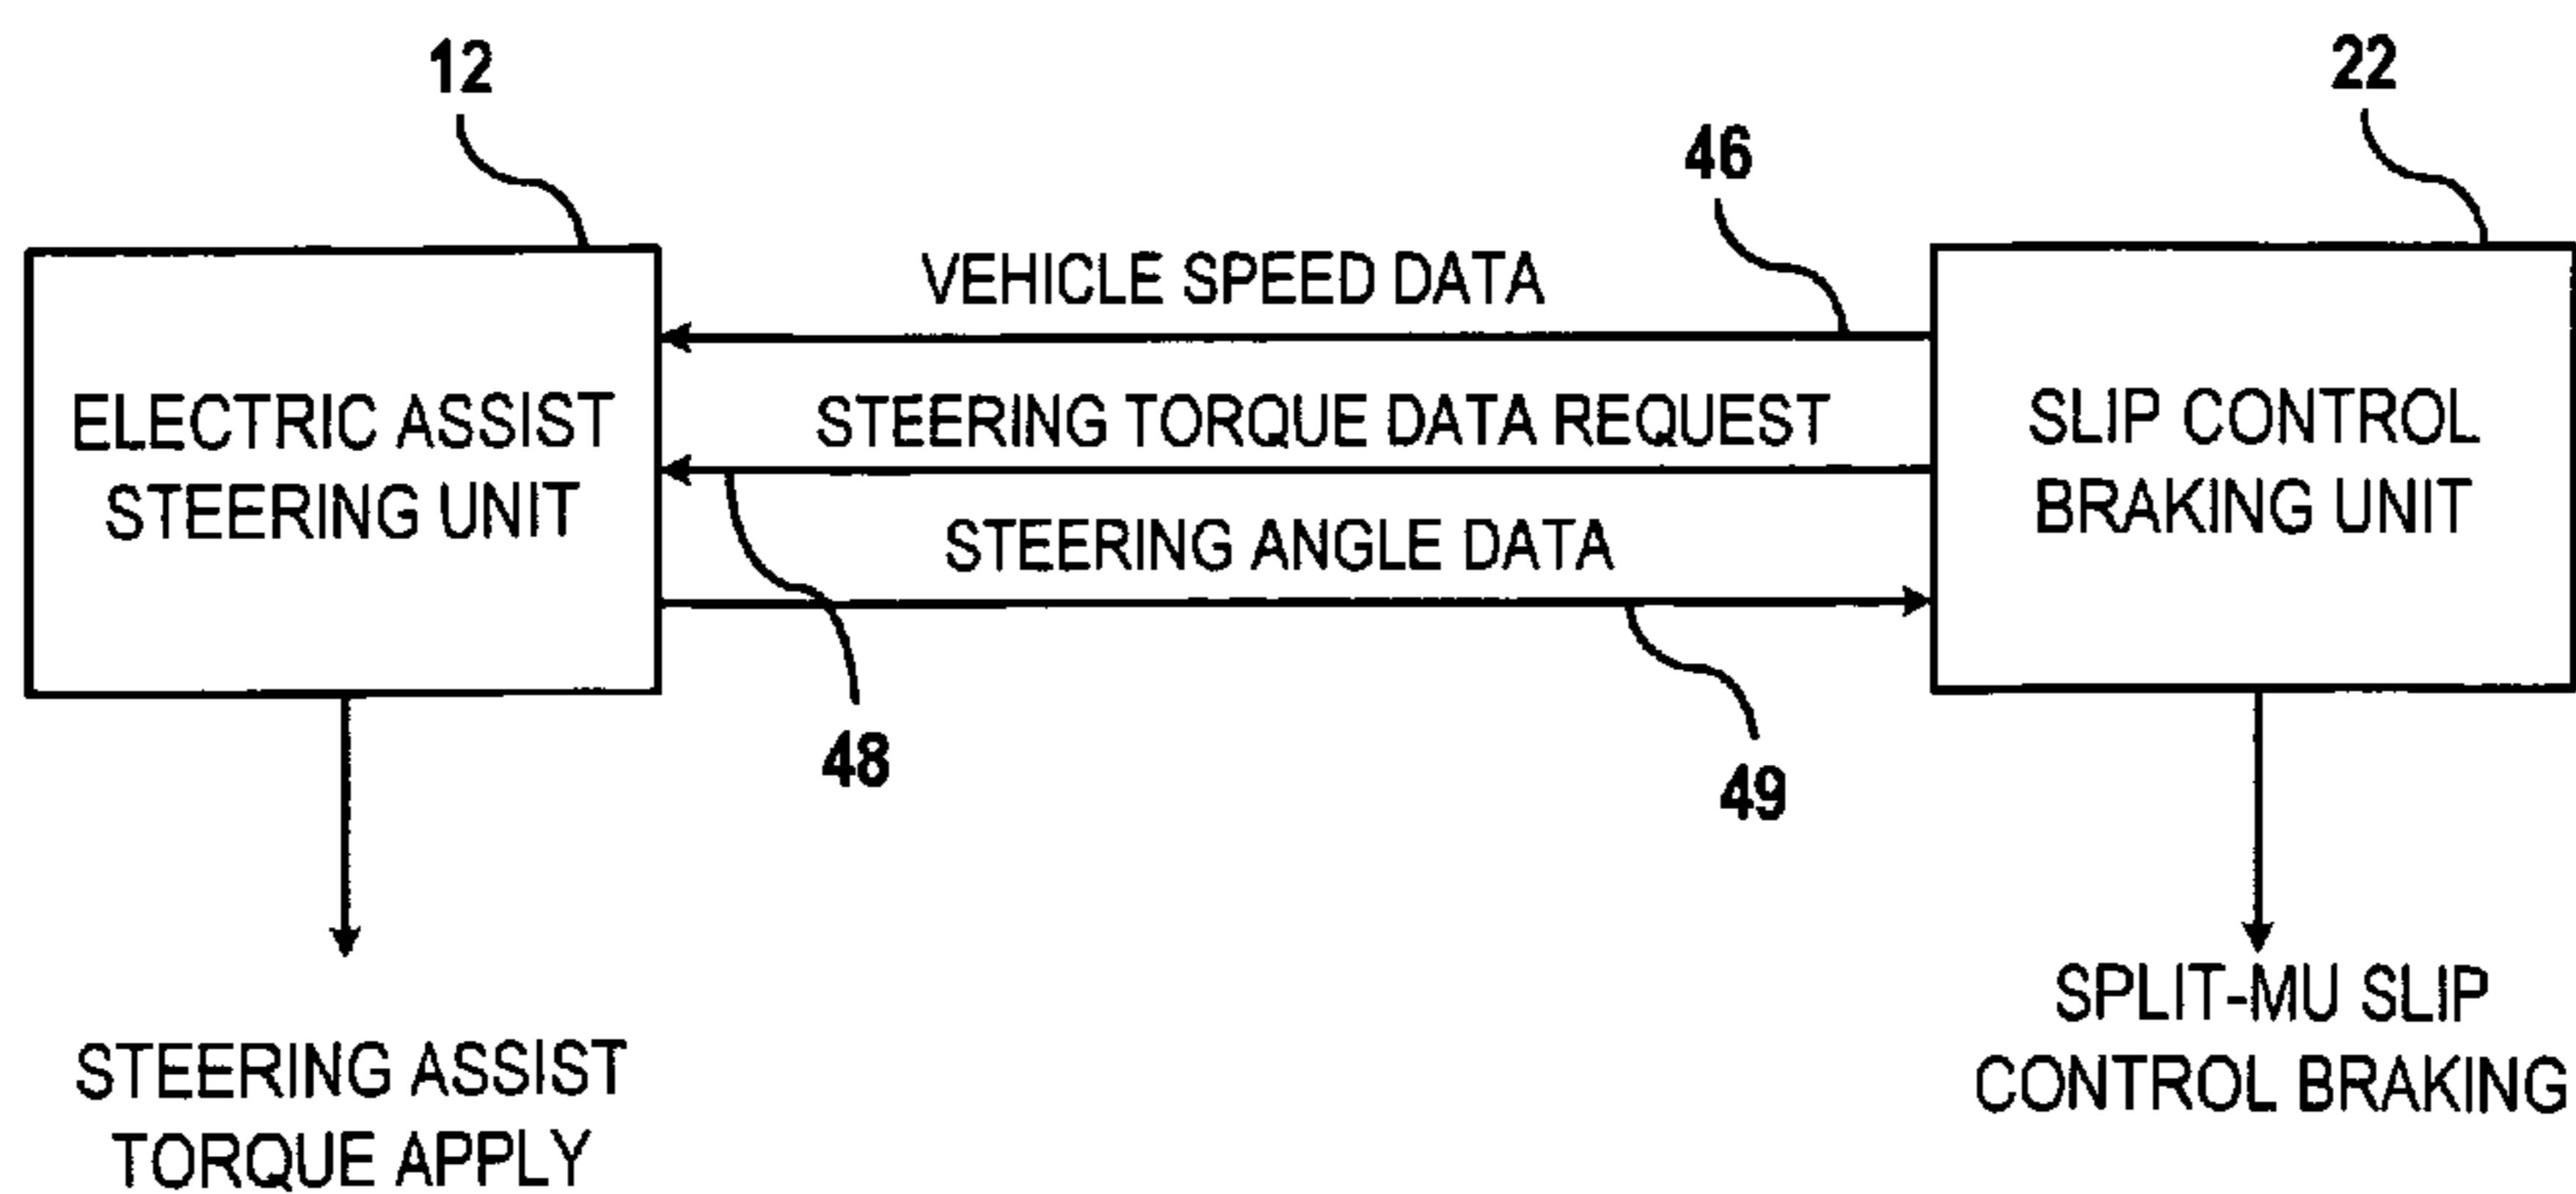 12
22
46
VEHICLE SPEED DATA
ELECTRIC ASSIST
STEERING UNIT
STEERING TORQUE DATA REQUEST
SLIP CONTROL
BRAKING UNIT
STEERING ANGLE DATA
48
49
STEERING ASSIST
TORQUE APPLY
SPLIT-MU SLIP
CONTROL BRAKING